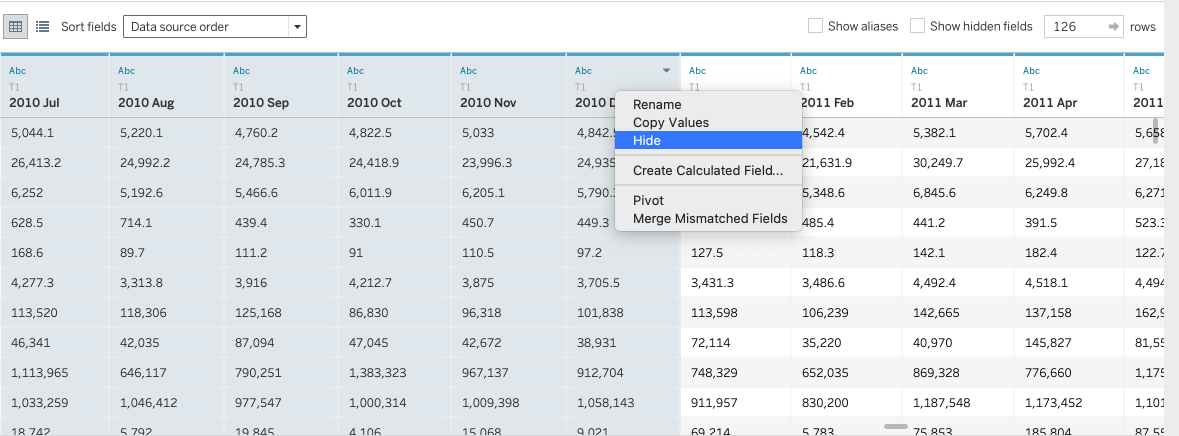 Sort fields Data source order Show aliases Show hidden fields 126 rows
Abc Abc Abc Abc Abc Abc Abc Abc Abc Abc Abc
T1 T1 T1 T1 T1 T1 T1 T1 T1 T1 T1
2010 Jul 2010 Aug 2010 Sep 2010 Oct 2010 Nov 2010 D 2011 Feb 2011 Mar 2011 Apr 2011
Rename
Copy Values
Hide
Create Calculated Field...
Pivot
Merge Mismatched Fields
5,044.1 5,220.1 4,760.2 4,822.5 5,033 4,842. 4,542.4 5,382.1 5,702.4 5,658
26,413.2 24,992.2 24,785.3 24,418.9 23,996.3 24,935 21,631.9 30,249.7 25,992.4 27,18
6,252 5,192.6 5,466.6 6,011.9 6,205.1 5,790. 5,348.6 6,845.6 6,249.8 6,271
628.5 714.1 439.4 330.1 450.7 449.3 485.4 441.2 391.5 523.3
168.6 89.7 111.2 91 110.5 97.2 127.5 118.3 142.1 182.4 122.7
4,277.3 3,313.8 3,916 4,212.7 3,875 3,705.5 3,431.3 3,486.6 4,492.4 4,518.1 4,494
113,520 118,306 125,168 86,830 96,318 101,838 113,598 106,239 142,665 137,158 162,9
46,341 42,035 87,094 47,045 42,672 38,931 72,114 35,220 40,970 145,827 81,55
1,113,965 646,117 790,251 1,383,323 967,137 912,704 748,329 652,035 869,328 776,660 1,175
1,033,259 1,046,412 977,547 1,000,314 1,009,398 1,058,143 911,957 830,200 1,187,548 1,173,452 1,101
18,742 5,792 19,845 4,106 15,068 9,021 69,214 5,783 75,853 185,804 87,55